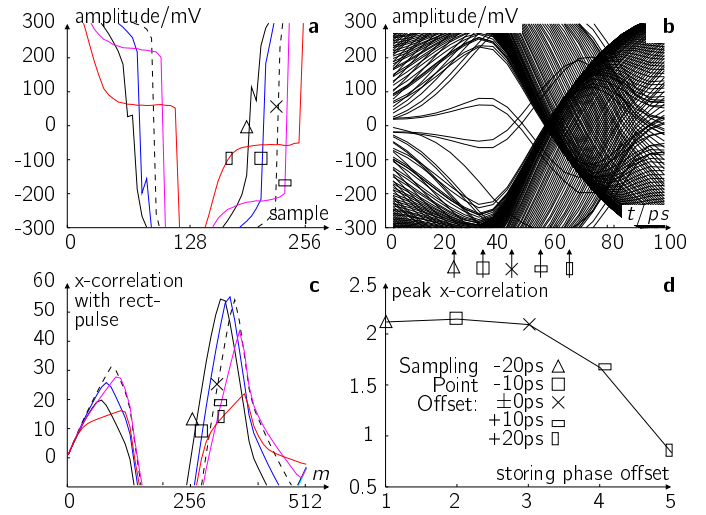 amplitude/mV
a
300
200
100
0
-100
-200
-300
sample
0
128
256
amplitude/mV
b
300
200
100
0
-100
-200
-300
t/ps
0
20
40
60
80
100
x-correlation
with rect-
pulse
c
60
50
40
30
20
10
0
m
0
256
512
peak x-correlation
d
2.5
2
1.5
1
0.5
Sampling -20ps
Point -10ps
Offset: ±0ps
+10ps
+20ps
storing phase offset
1
2
3
4
5